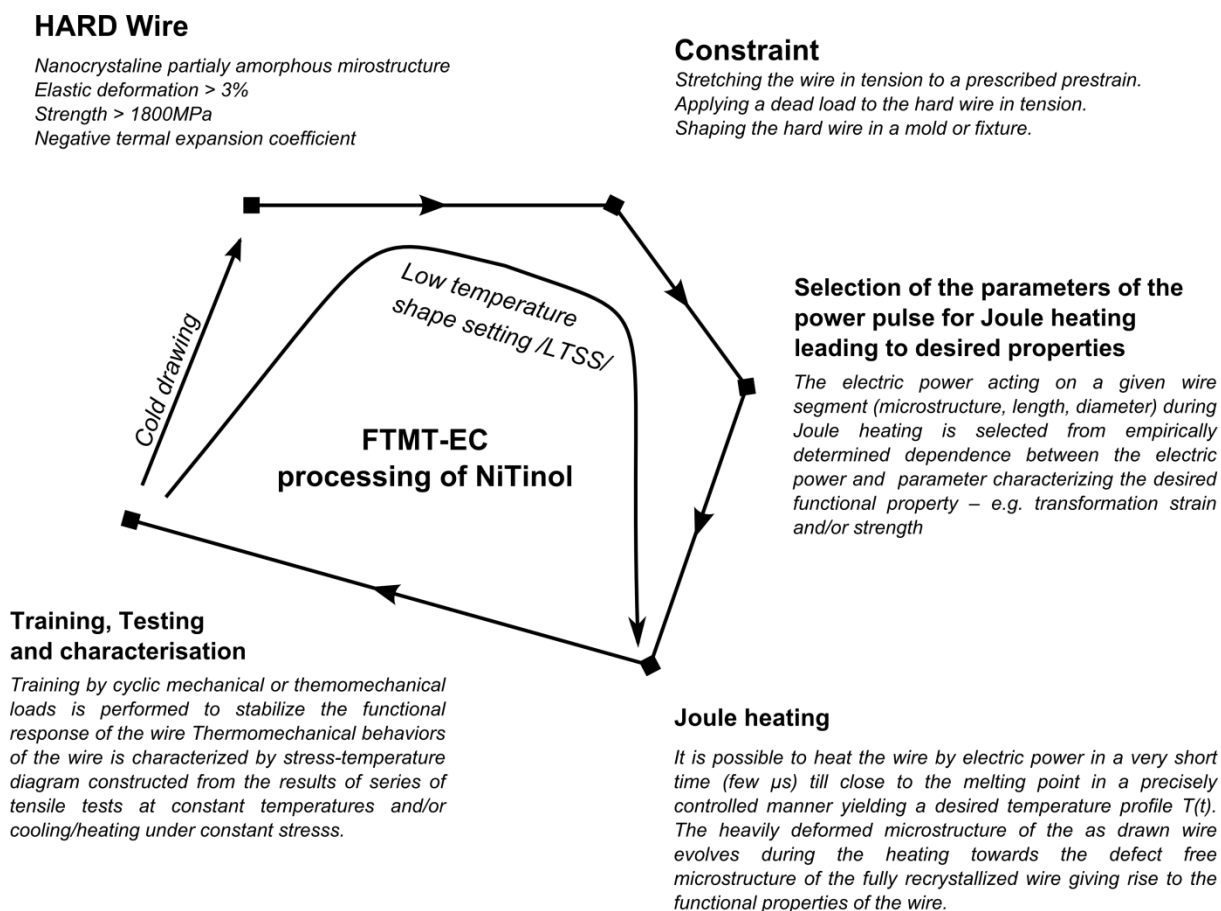 HARD Wire
Nanocrystaline partialy amorphous mirostructure
Elastic deformation > 3%
Strength > 1800MPa
Negative termal expansion coefficient
Constraint
Stretching the wire in tension to a prescribed prestrain.
Applying a dead load to the hard wire in tension.
Shaping the hard wire in a mold or fixture.
Cold drawing
Low temperature
shape setting /LTSS/
FTMT-EC
processing of NiTinol
Selection of the parameters of the
power pulse for Joule heating
leading to desired properties
The electric power acting on a given wire
segment (microstructure, length, diameter) during
Joule heating is selected from empirically
determined dependence between the electric
power and parameter characterizing the desired
functional property – e.g. transformation strain
and/or strength
Training, Testing
and characterisation
Training by cyclic mechanical or themomechanical
loads is performed to stabilize the functional
response of the wire Thermomechanical behaviors
of the wire is characterized by stress-temperature
diagram constructed from the results of series of
tensile tests at constant temperatures and/or
cooling/heating under constant stresss.
Joule heating
It is possible to heat the wire by electric power in a very short
time (few µs) till close to the melting point in a precisely
controlled manner yielding a desired temperature profile T(t).
The heavily deformed microstructure of the as drawn wire
evolves during the heating towards the defect free
microstructure of the fully recrystallized wire giving rise to the
functional properties of the wire.